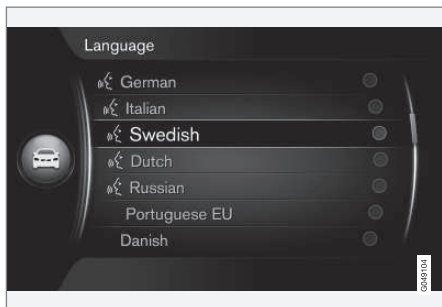 Language
German
Italian
Swedish
Dutch
Russian
Portuguese EU
Danish
G049104